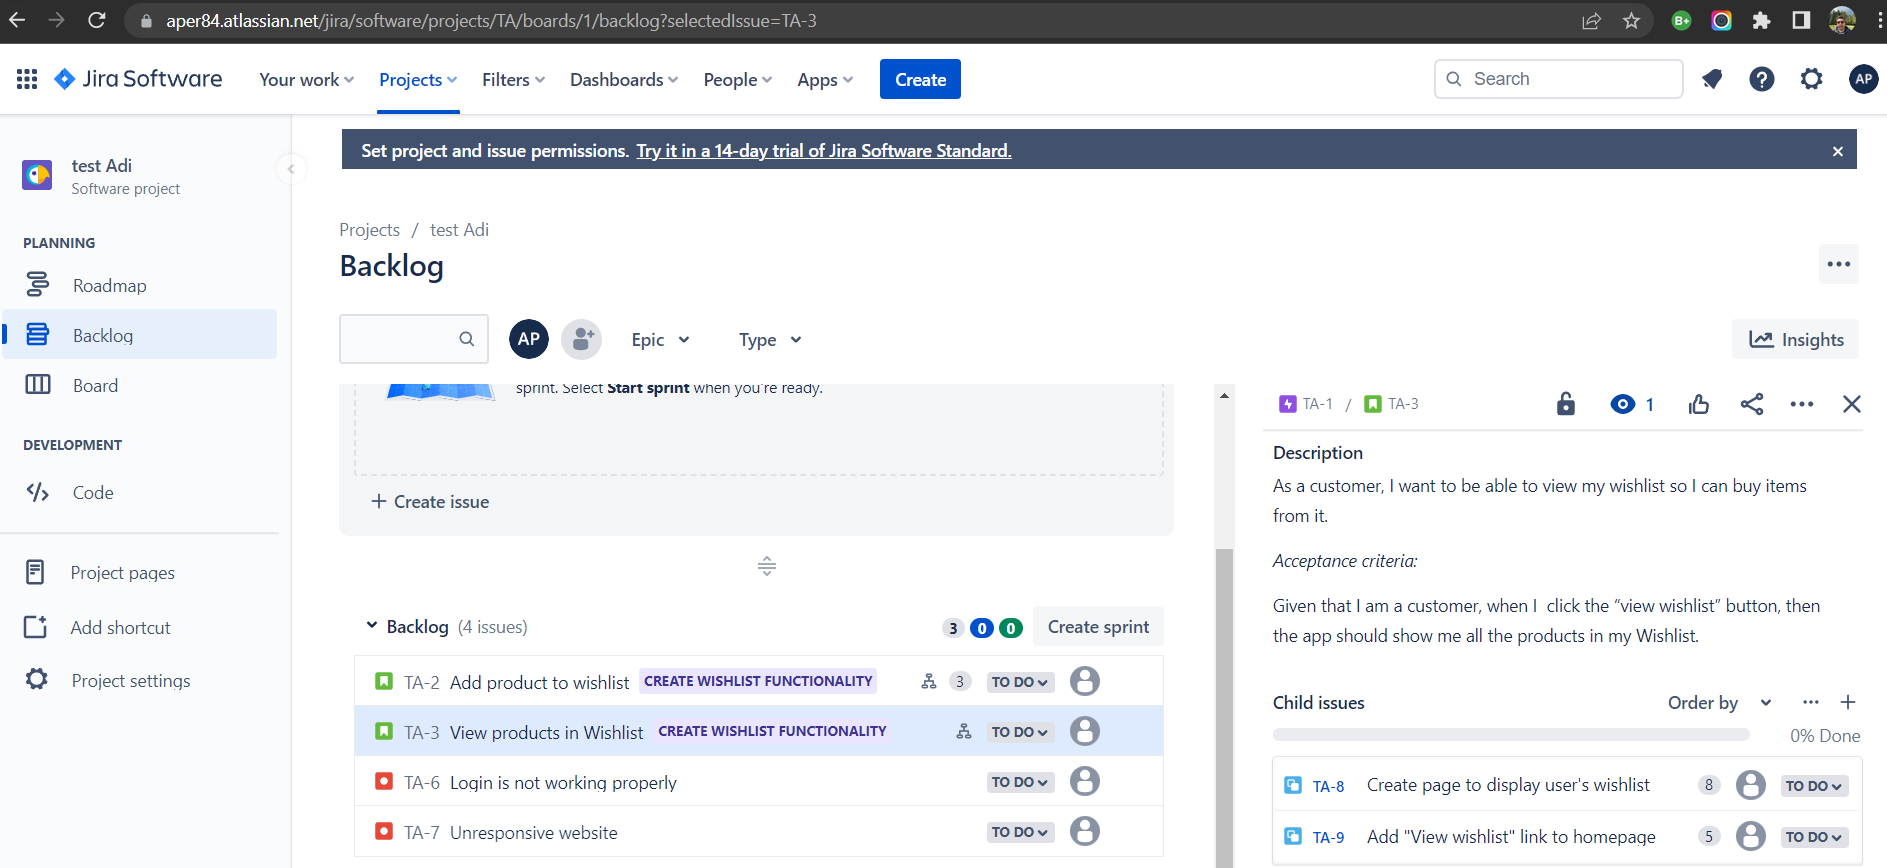 aper84.atlassian.net/jira/software/projects/TA/boards/1/backlog?selectedIssue=TA-3
B+
Jira Software Your work Projects Filters Dashboards People Apps Create Search AP
test Adi
Software project
PLANNING
Roadmap
Backlog
Board
DEVELOPMENT
Code
Project pages
Add shortcut
Project settings
Set project and issue permissions. Try it in a 14-day trial of Jira Software Standard.
Projects / test Adi
Backlog
AP Epic Type Insights
sprint. Select Start sprint when you're ready.
+ Create issue
Backlog (4 issues) 3 0 0 Create sprint
TA-2 Add product to wishlist CREATE WISHLIST FUNCTIONALITY 3 TO DO
TA-3 View products in Wishlist CREATE WISHLIST FUNCTIONALITY TO DO
TA-6 Login is not working properly TO DO
TA-7 Unresponsive website TO DO
TA-1 / TA-3 1
Description
As a customer, I want to be able to view my wishlist so I can buy items
from it.
Acceptance criteria:
Given that I am a customer, when I  click the “view wishlist” button, then
the app should show me all the products in my Wishlist.
Child issues Order by
0% Done
TA-8 Create page to display user's wishlist 8 TO DO
TA-9 Add "View wishlist" link to homepage 5 TO DO